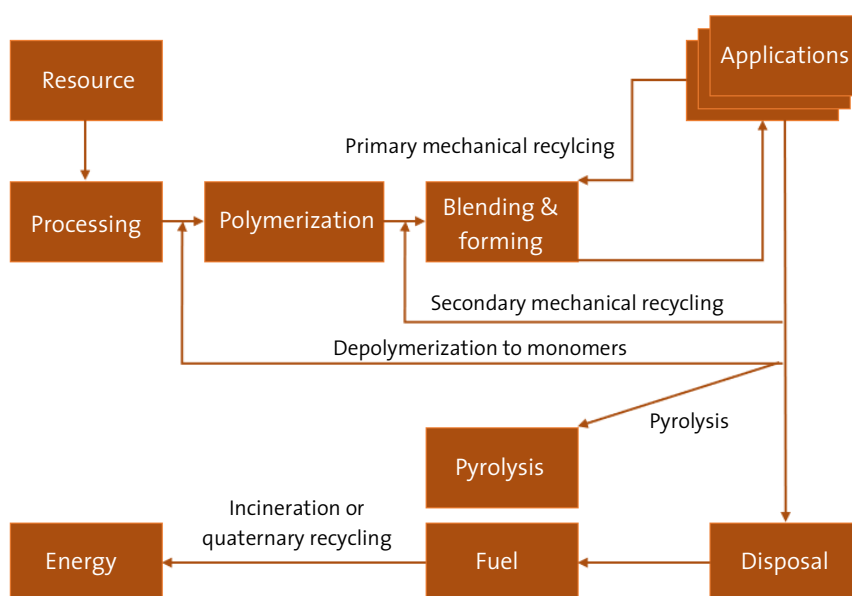 Applications
Resource
Primary mechanical recylcing
Processing
Polymerization
Blending &
forming
Secondary mechanical recycling
Depolymerization to monomers
Pyrolysis
Pyrolysis
Incineration or
quaternary recycling
Energy
Fuel
Disposal